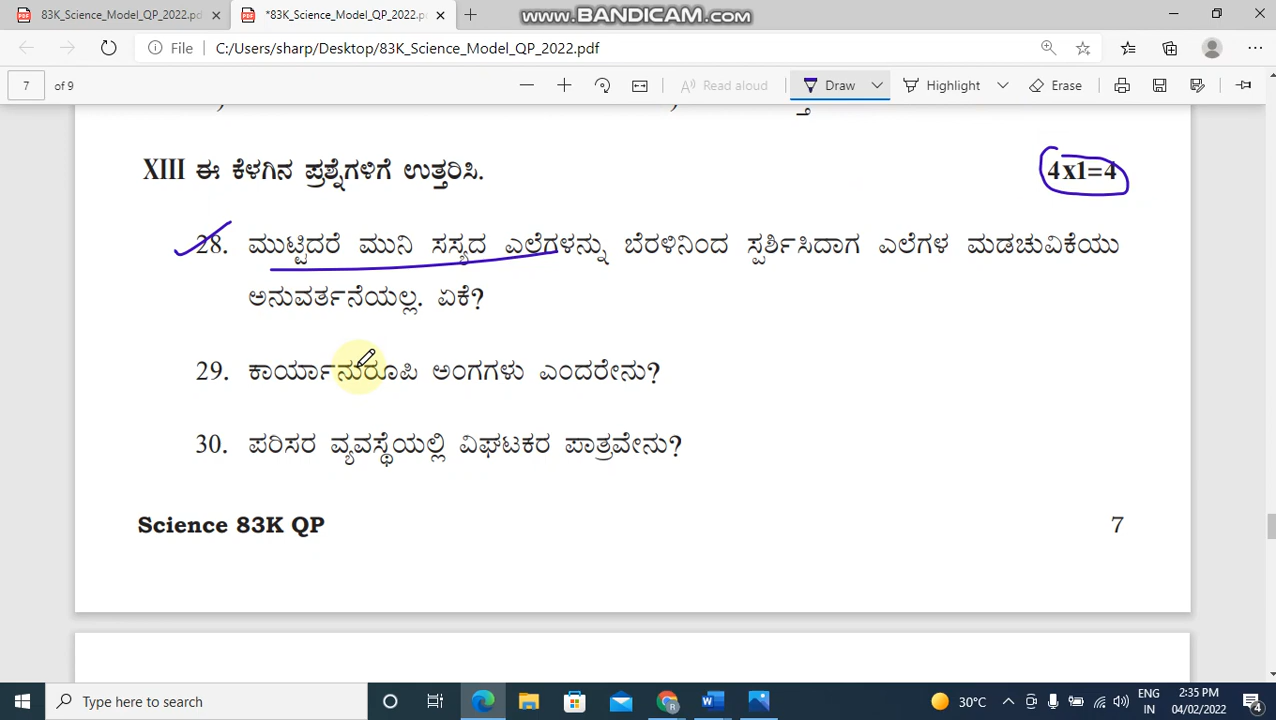 83K_Science_Model_QP_2022.pd
*83K_Science_Model_QP_2022.p
www.BANDICAM.com
File C:/Users/sharp/Desktop/83K_Science_Model_QP_2022.pdf
7 of 9 Read aloud Draw Highlight Erase
XIII ಈ ಕೆಳಗಿನ ಪ್ರಶ್ನೆಗಳಿಗೆ ಉತ್ತರಿಸಿ. 4x1=4
28. ಮುಟ್ಟಿದರೆ ಮುನಿ ಸಸ್ಯದ ಎಲೆಗಳನ್ನು ಬೆರಳಿನಿಂದ ಸ್ಪರ್ಶಿಸಿದಾಗ ಎಲೆಗಳ ಮಡಚುವಿಕೆಯು
ಅನುವರ್ತನೆಯಲ್ಲ. ಏಕೆ?
29. ಕಾರ್ಯಾನುರೂಪಿ ಅಂಗಗಳು ಎಂದರೇನು?
30. ಪರಿಸರ ವ್ಯವಸ್ಥೆಯಲ್ಲಿ ವಿಘಟಕರ ಪಾತ್ರವೇನು?
Science 83K QP 7
Type here to search 30°C ENG IN 2:35 PM 04/02/2022 4